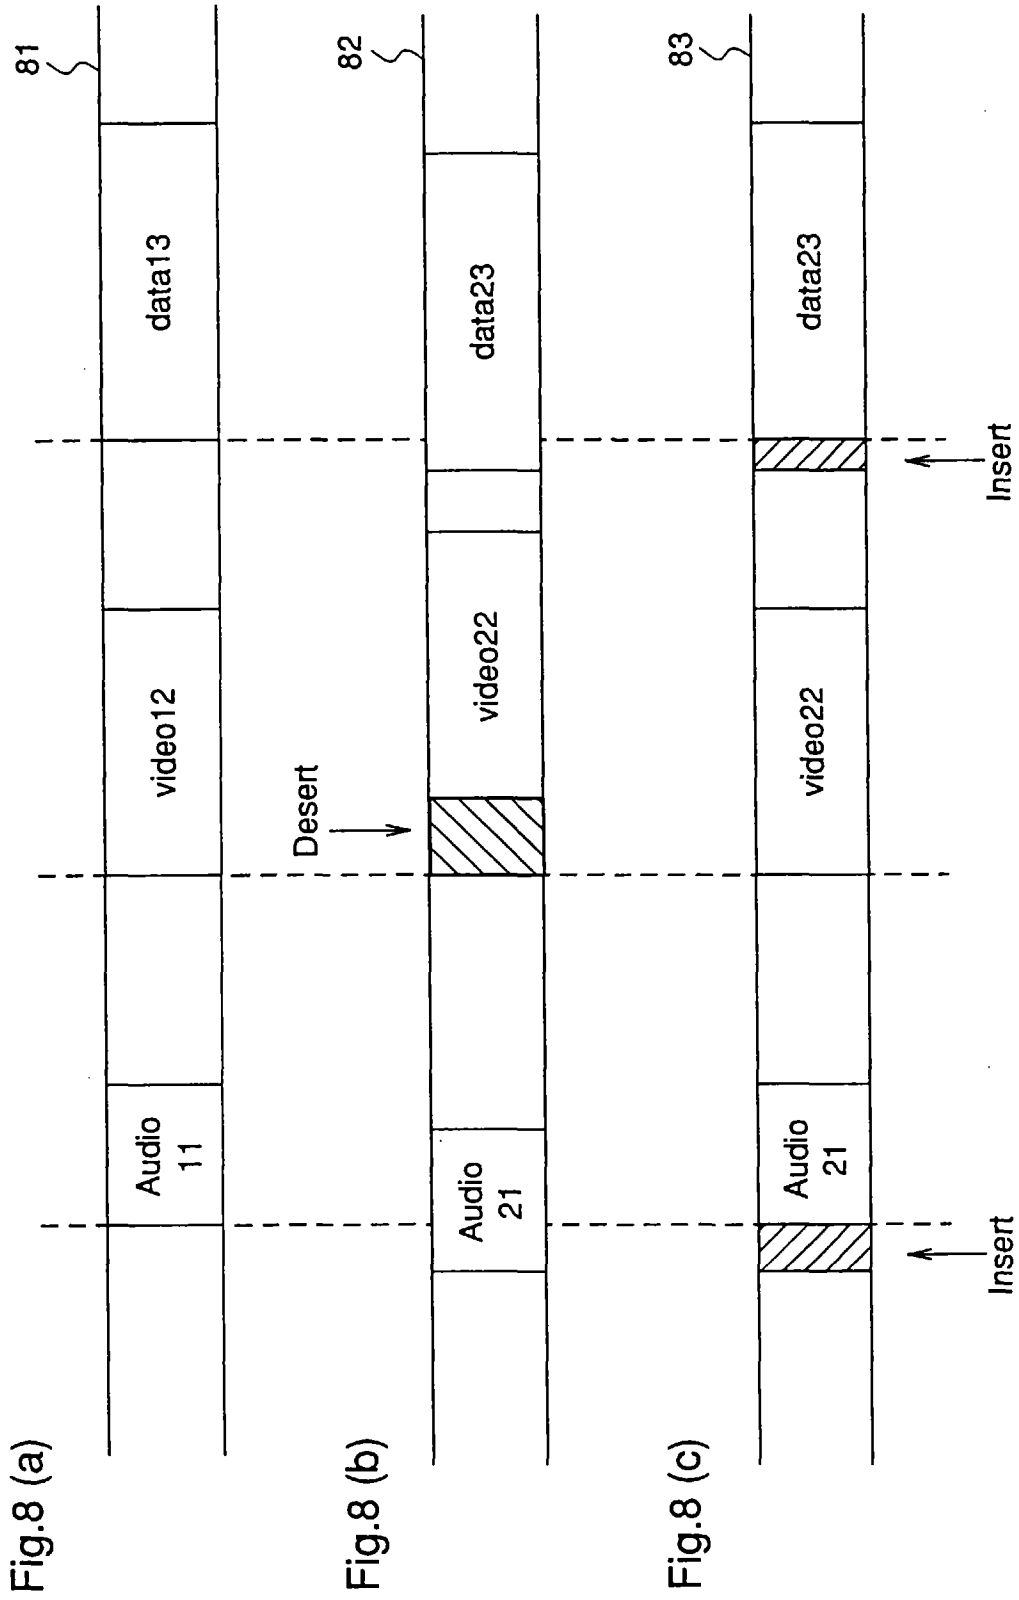 Fig.8 (a)
81
Audio
11
video12
data13
Fig.8 (b)
82
Desert
Audio
21
video22
data23
Fig.8 (c)
83
Audio
21
video22
data23
Insert
Insert